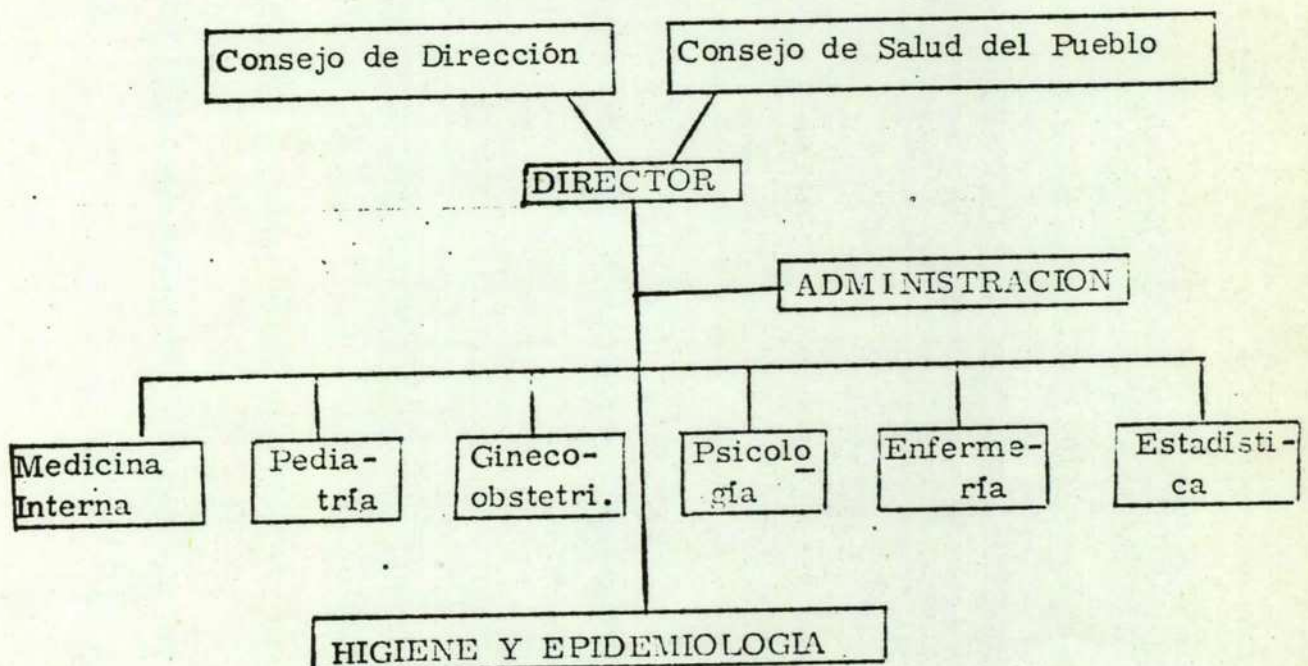 Consejo de Dirección
Consejo de Salud del Pueblo
DIRECTOR
ADMINISTRACION
Medicina
Interna
Pedia-
tría
Gineco-
obstetri.
Psicolo
gía
Enferme-
ría
Estadísti-
ca
HIGIENE Y EPIDEMIOLOGIA